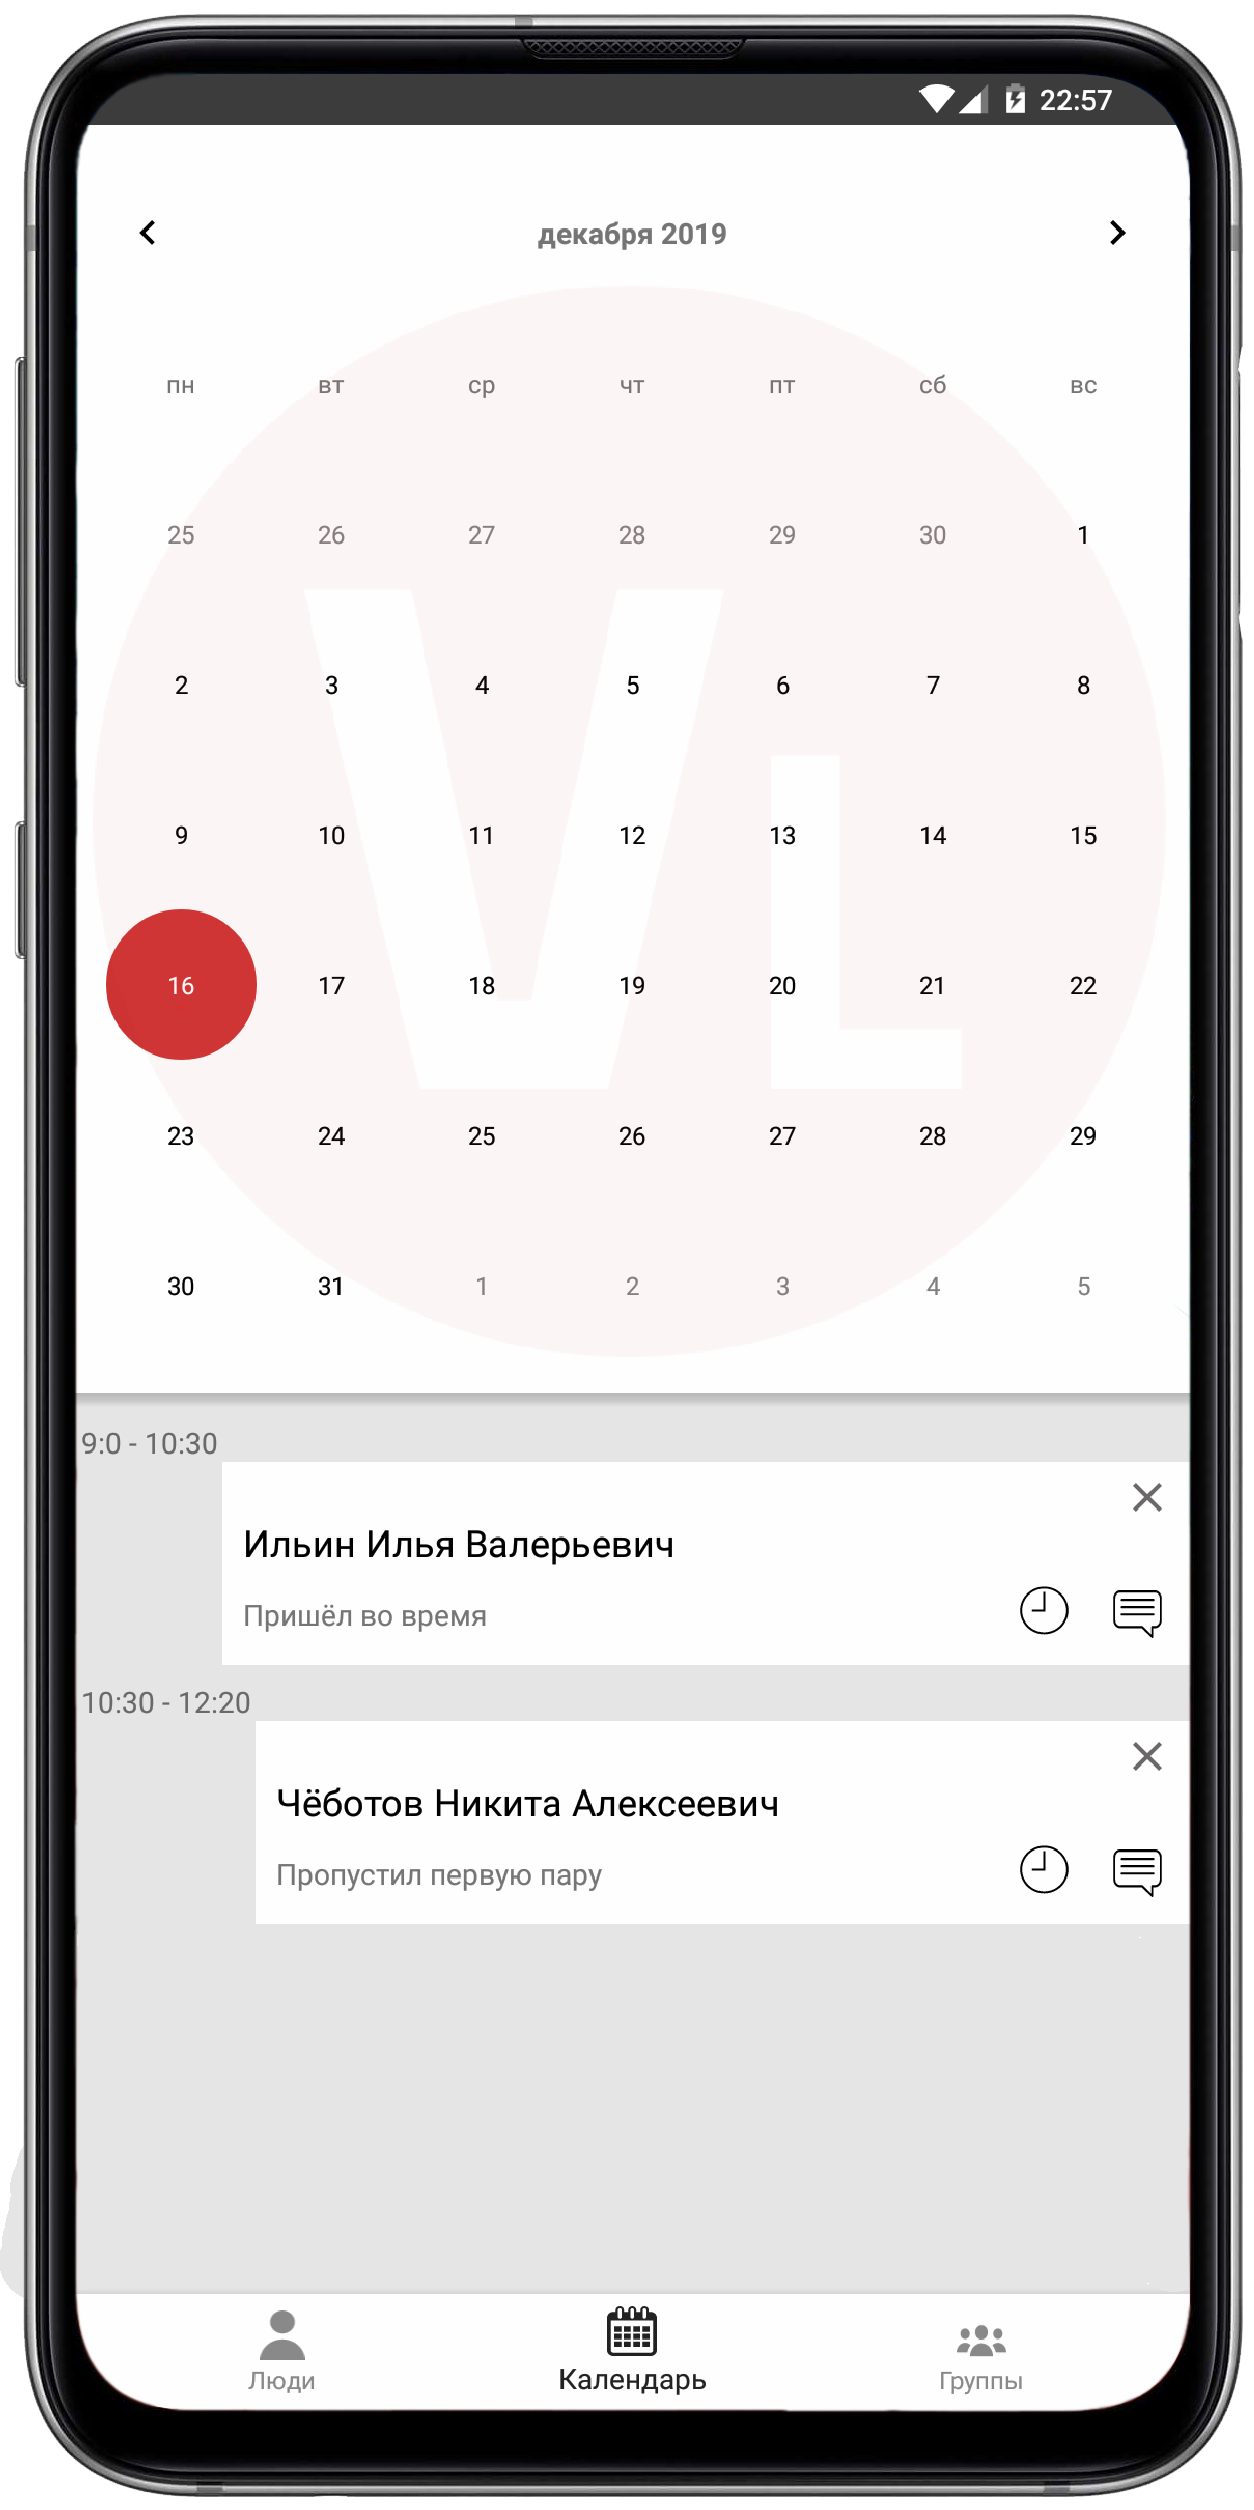 22:57
декабря 2019
пн вт ср чт пт сб вс
25 26 27 28 29 30 1
2 3 4 5 6 7 8
9 10 11 12 13 14 15
16 17 18 19 20 21 22
23 24 25 26 27 28 29
30 31 1 2 3 4 5
VL
9:0 - 10:30
Ильин Илья Валерьевич
Пришёл во время
10:30 - 12:20
Чёботов Никита Алексеевич
Пропустил первую пару
Люди Календарь Группы